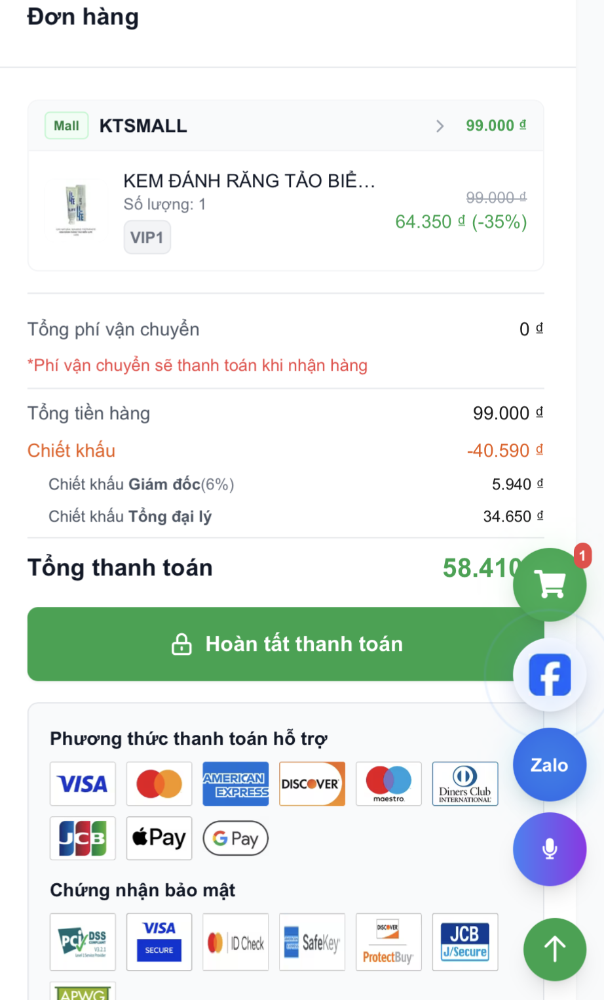 Đơn hàng
Mall KTSMALL 99.000 ₫
KEM ĐÁNH RĂNG TẢO BIỂ...
Số lượng: 1
99.000 ₫
64.350 ₫ (-35%)
VIP1
Tổng phí vận chuyển 0 ₫
*Phí vận chuyển sẽ thanh toán khi nhận hàng
Tổng tiền hàng 99.000 ₫
Chiết khấu -40.590 ₫
Chiết khấu Giám đốc(6%) 5.940 ₫
Chiết khấu Tổng đại lý 34.650 ₫
Tổng thanh toán 58.410
1
Hoàn tất thanh toán
Zalo
Phương thức thanh toán hỗ trợ
VISA
AMERICAN EXPRESS
DISCOVER
maestro
Diners Club INTERNATIONAL
JCB
Pay
G Pay
Chứng nhận bảo mật
PCI DSS COMPLIANT V3.2.1 Level 1 Service Provider
VISA SECURE
ID Check
SafeKey
DISCOVER ProtectBuy
JCB J/Secure
APWG